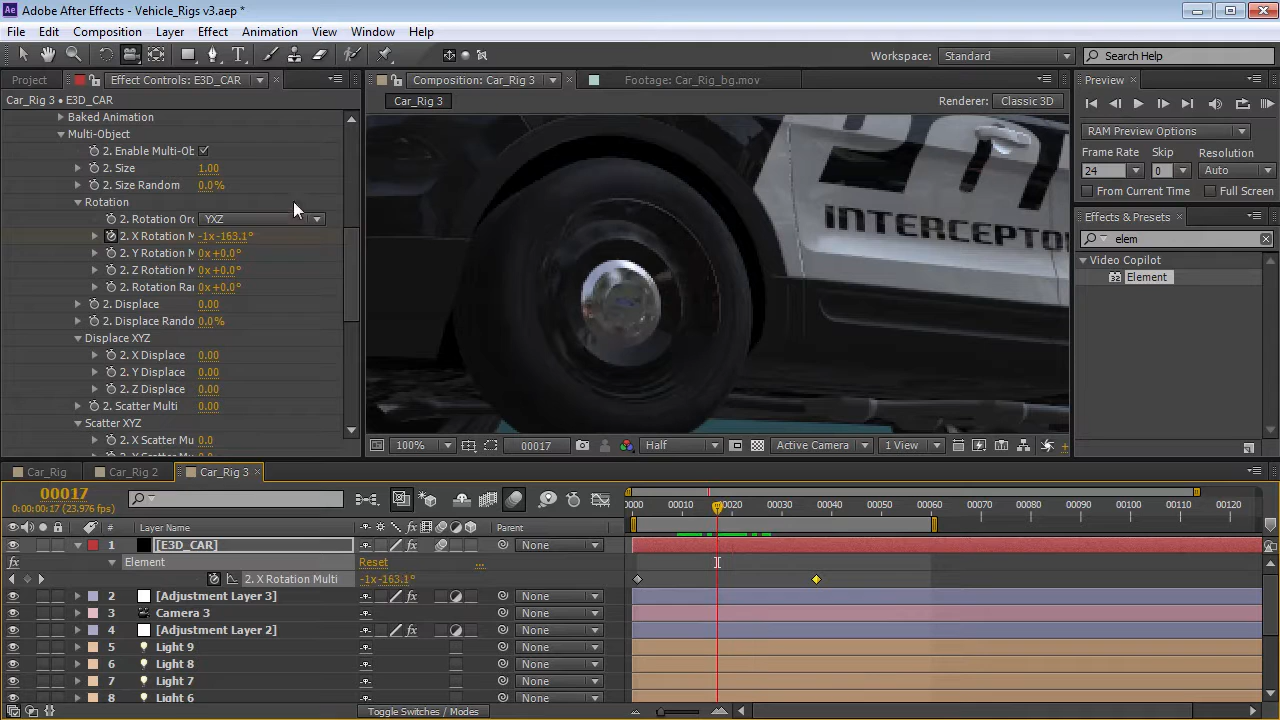 Adobe After Effects - Vehicle_Rigs v3.aep *
File Edit Composition Layer Effect Animation View Window Help
Workspace: Standard Search Help
Project Effect Controls: E3D_CAR Composition: Car_Rig 3 Footage: Car_Rig_bg.mov Preview
Car_Rig 3 • E3D_CAR Car_Rig 3 Renderer: Classic 3D
Baked Animation
Multi-Object
2. Enable Multi-Ob
2. Size 1.00
2. Size Random 0.0%
Rotation
2. Rotation Orc YXZ
2. X Rotation M -1x-163.1°
2. Y Rotation M 0x+0.0°
2. Z Rotation M 0x+0.0°
2. Rotation Rar 0x+0.0°
2. Displace 0.00
2. Displace Rando 0.0%
Displace XYZ
2. X Displace 0.00
2. Y Displace 0.00
2. Z Displace 0.00
2. Scatter Multi 0.00
Scatter XYZ
2. X Scatter Mu 0.0
INTERCEPTO
100% 00017 Half Active Camera 1 View
RAM Preview Options
Frame Rate Skip Resolution
24 0 Auto
From Current Time Full Screen
Effects & Presets
elem
Video Copilot
32 Element
Car_Rig Car_Rig 2 Car_Rig 3
00017
0:00:00:17 (23.976 fps)
0000 00010 00020 00030 00040 00050 00060 00070 00080 00090 00100 00110 00120
# Layer Name Parent
1 [E3D_CAR] None
fx Element Reset ...
2. X Rotation Multi -1x-163.1°
2 [Adjustment Layer 3] fx None
3 Camera 3 None
4 [Adjustment Layer 2] fx None
5 Light 9 None
6 Light 8 None
7 Light 7 None
8 Light 6 None
Toggle Switches / Modes